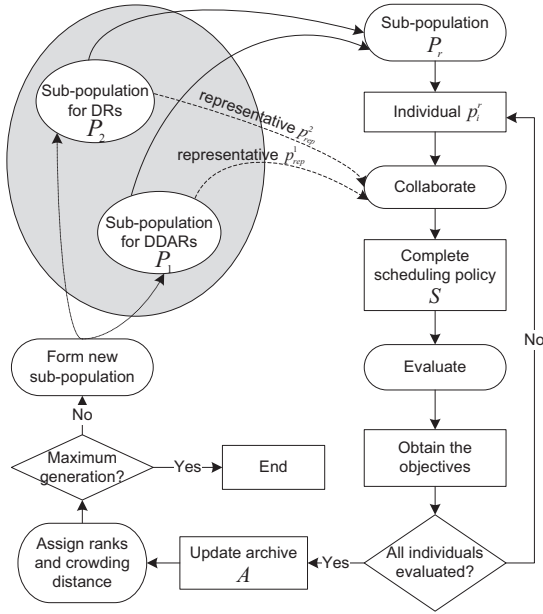 Sub-population
P_r
Sub-population
for DRs
P_2
Individual p_i^r
representative p_rep^2
representative p_rep^1
Collaborate
Sub-population
for DDARs
P_1
Complete
scheduling policy
S
No
Form new
sub-population
Evaluate
No
Maximum
generation?
Yes
End
Obtain the
objectives
Assign ranks
and crowding
distance
Update archive
A
Yes
All individuals
evaluated?